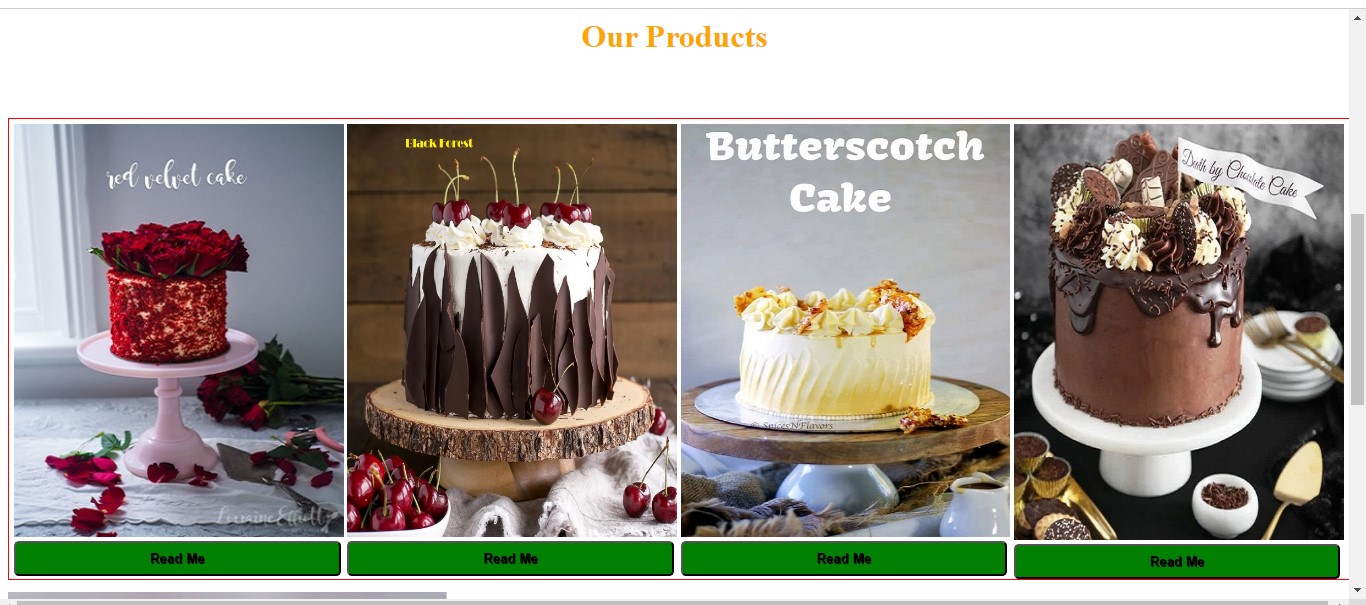 Our Products
red velvet cake
Black Forest
Butterscotch
Cake
Death by Chocolate Cake
© SpicesNFlavors
LorraineElliott
Read Me
Read Me
Read Me
Read Me